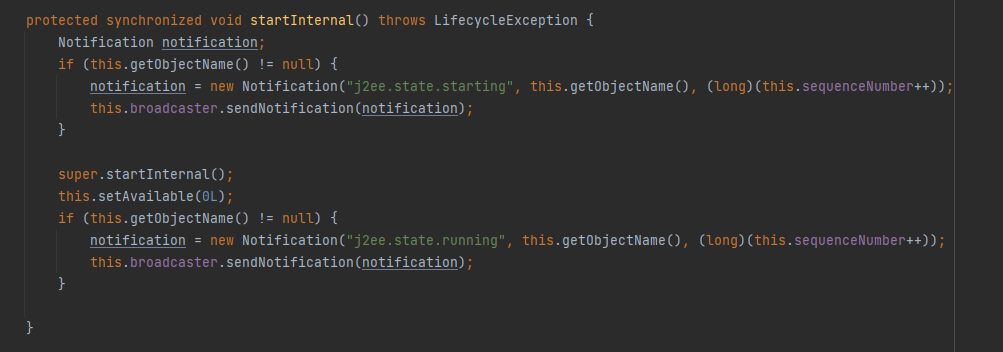 protected synchronized void startInternal() throws LifecycleException {
Notification notification;
if (this.getObjectName() != null) {
notification = new Notification("j2ee.state.starting", this.getObjectName(), (long)(this.sequenceNumber++));
this.broadcaster.sendNotification(notification);
}
super.startInternal();
this.setAvailable(0L);
if (this.getObjectName() != null) {
notification = new Notification("j2ee.state.running", this.getObjectName(), (long)(this.sequenceNumber++));
this.broadcaster.sendNotification(notification);
}
}